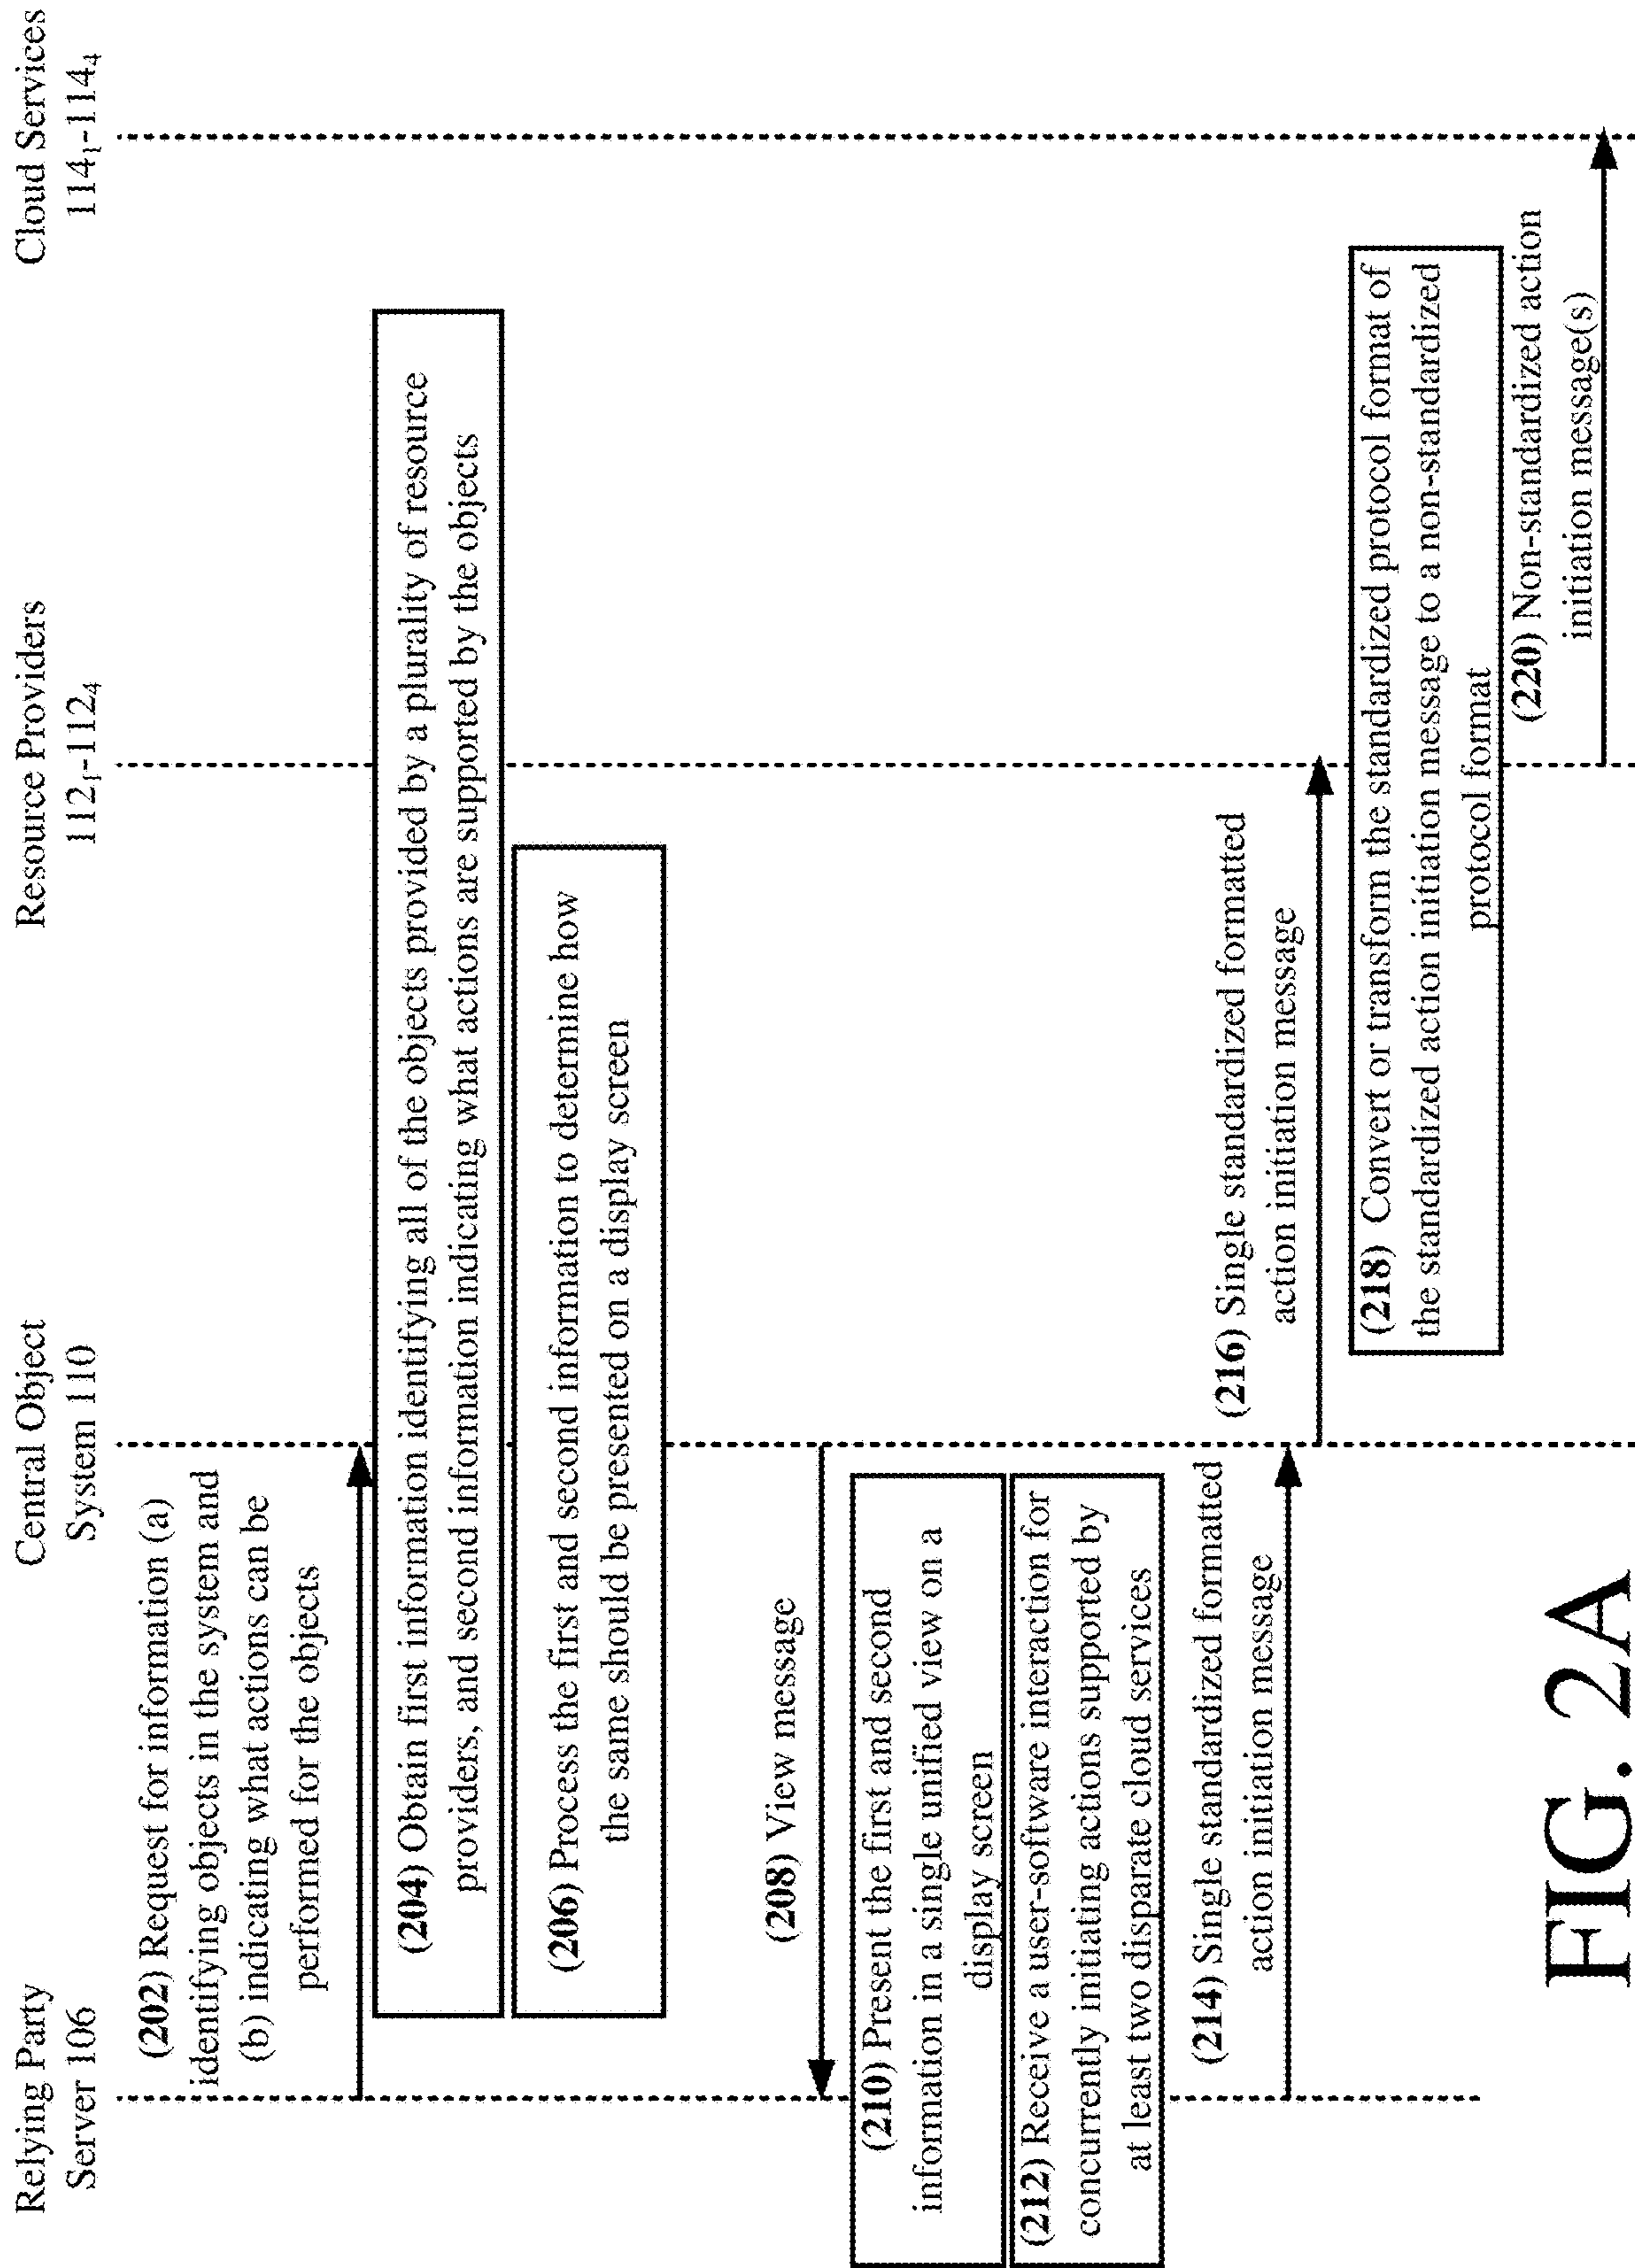 Relying Party
Server 106
Central Object
System 110
Resource Providers
112₁-112₄
Cloud Services
114₁-114₄
(202) Request for information (a)
identifying objects in the system and
(b) indicating what actions can be
performed for the objects
(204) Obtain first information identifying all of the objects provided by a plurality of resource
providers, and second information indicating what actions are supported by the objects
(206) Process the first and second information to determine how
the same should be presented on a display screen
(208) View message
(210) Present the first and second
information in a single unified view on a
display screen
(212) Receive a user-software interaction for
concurrently initiating actions supported by
at least two disparate cloud services
(214) Single standardized formatted
action initiation message
(216) Single standardized formatted
action initiation message
(218) Convert or transform the standardized protocol format of
the standardized action initiation message to a non-standardized
protocol format
(220) Non-standardized action
initiation message(s)
FIG. 2A